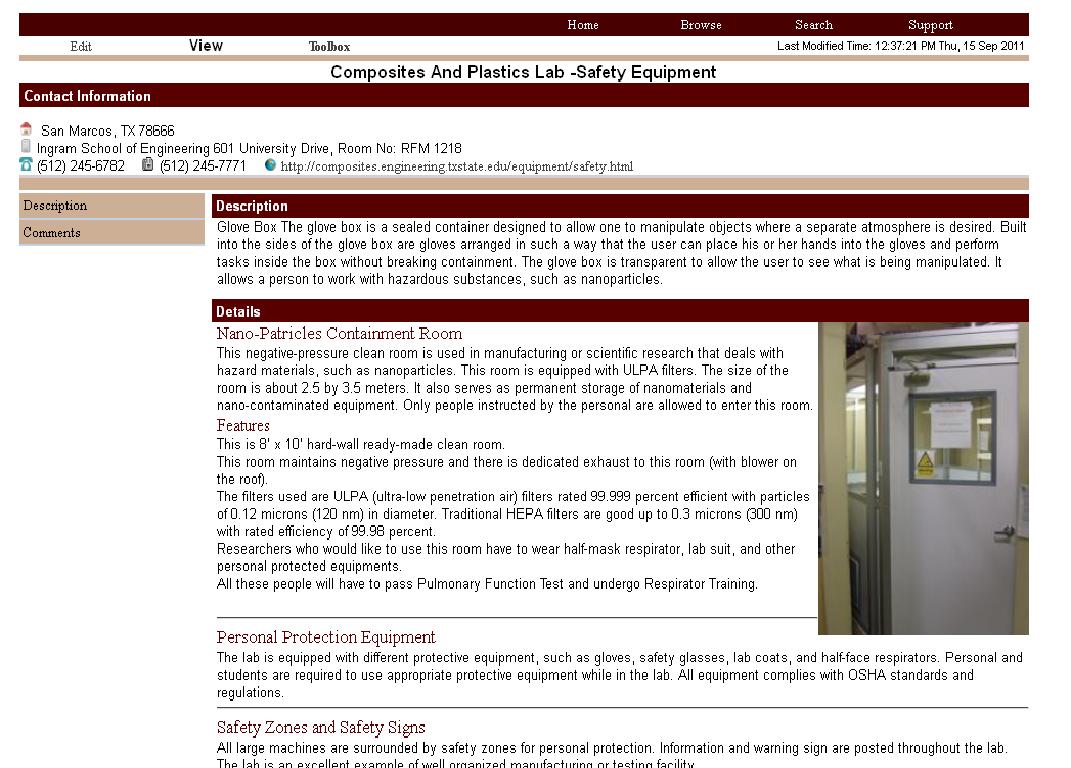 Home Browse Search Support
Edit View Toolbox Last Modified Time: 12:37:21 PM Thu, 15 Sep 2011
Composites And Plastics Lab -Safety Equipment
Contact Information
San Marcos, TX 78666
Ingram School of Engineering 601 University Drive, Room No: RFM 1218
(512) 245-6782 (512) 245-7771 http://composites.engineering.txstate.edu/equipment/safety.html
Description
Comments
Description
Glove Box The glove box is a sealed container designed to allow one to manipulate objects where a separate atmosphere is desired. Built
into the sides of the glove box are gloves arranged in such a way that the user can place his or her hands into the gloves and perform
tasks inside the box without breaking containment. The glove box is transparent to allow the user to see what is being manipulated. It
allows a person to work with hazardous substances, such as nanoparticles.
Details
Nano-Patricles Containment Room
This negative-pressure clean room is used in manufacturing or scientific research that deals with
hazard materials, such as nanoparticles. This room is equipped with ULPA filters. The size of the
room is about 2.5 by 3.5 meters. It also serves as permanent storage of nanomaterials and
nano-contaminated equipment. Only people instructed by the personal are allowed to enter this room.
Features
This is 8' x 10' hard-wall ready-made clean room.
This room maintains negative pressure and there is dedicated exhaust to this room (with blower on
the roof).
The filters used are ULPA (ultra-low penetration air) filters rated 99.999 percent efficient with particles
of 0.12 microns (120 nm) in diameter. Traditional HEPA filters are good up to 0.3 microns (300 nm)
with rated efficiency of 99.98 percent.
Researchers who would like to use this room have to wear half-mask respirator, lab suit, and other
personal protected equipments.
All these people will have to pass Pulmonary Function Test and undergo Respirator Training.
Personal Protection Equipment
The lab is equipped with different protective equipment, such as gloves, safety glasses, lab coats, and half-face respirators. Personal and
students are required to use appropriate protective equipment while in the lab. All equipment complies with OSHA standards and
regulations.
Safety Zones and Safety Signs
All large machines are surrounded by safety zones for personal protection. Information and warning sign are posted throughout the lab.
The lab is an excellent example of well organized manufacturing or testing facility.